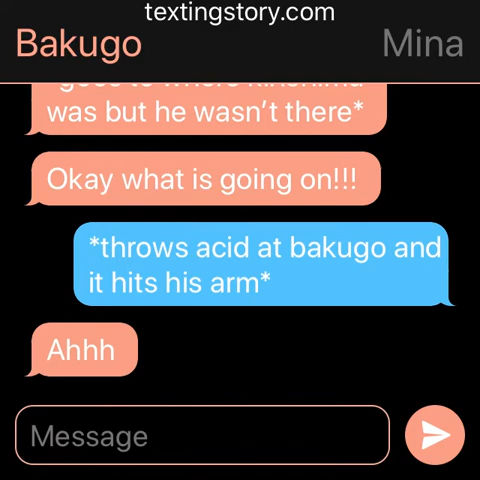 textingstory.com
Bakugo Mina
was but he wasn't there*
Okay what is going on!!!
*throws acid at bakugo and
it hits his arm*
Ahhh
Message